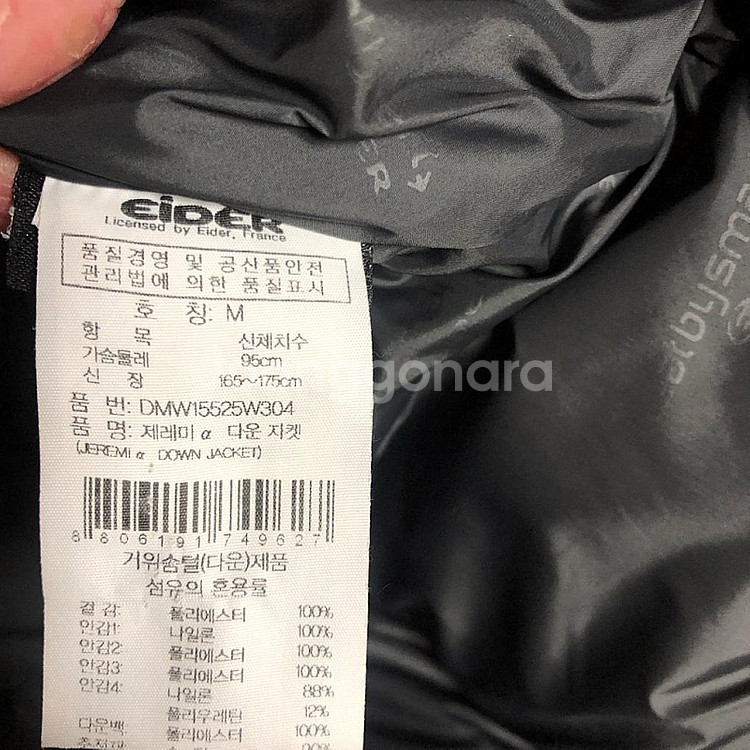 EIDER
Licensed by Eider, France
품질경영 및 공산품안전
관리법에 의한 품질표시
호 칭: M
항 목 신체치수
가슴둘레 95cm
신 장 165~175cm
품 번: DMW15525W304
품 명: 제레미 α 다운 자켓
(JEREMI α DOWN JACKET)
8 806191 749627
거위솜털(다운)제품
섬유의 혼용률
겉감: 폴리에스터 100%
안감1: 나일론 100%
안감2: 폴리에스터 100%
안감3: 폴리에스터 100%
안감4: 나일론 88%
폴리우레탄 12%
다운백: 폴리에스터 100%
gonara